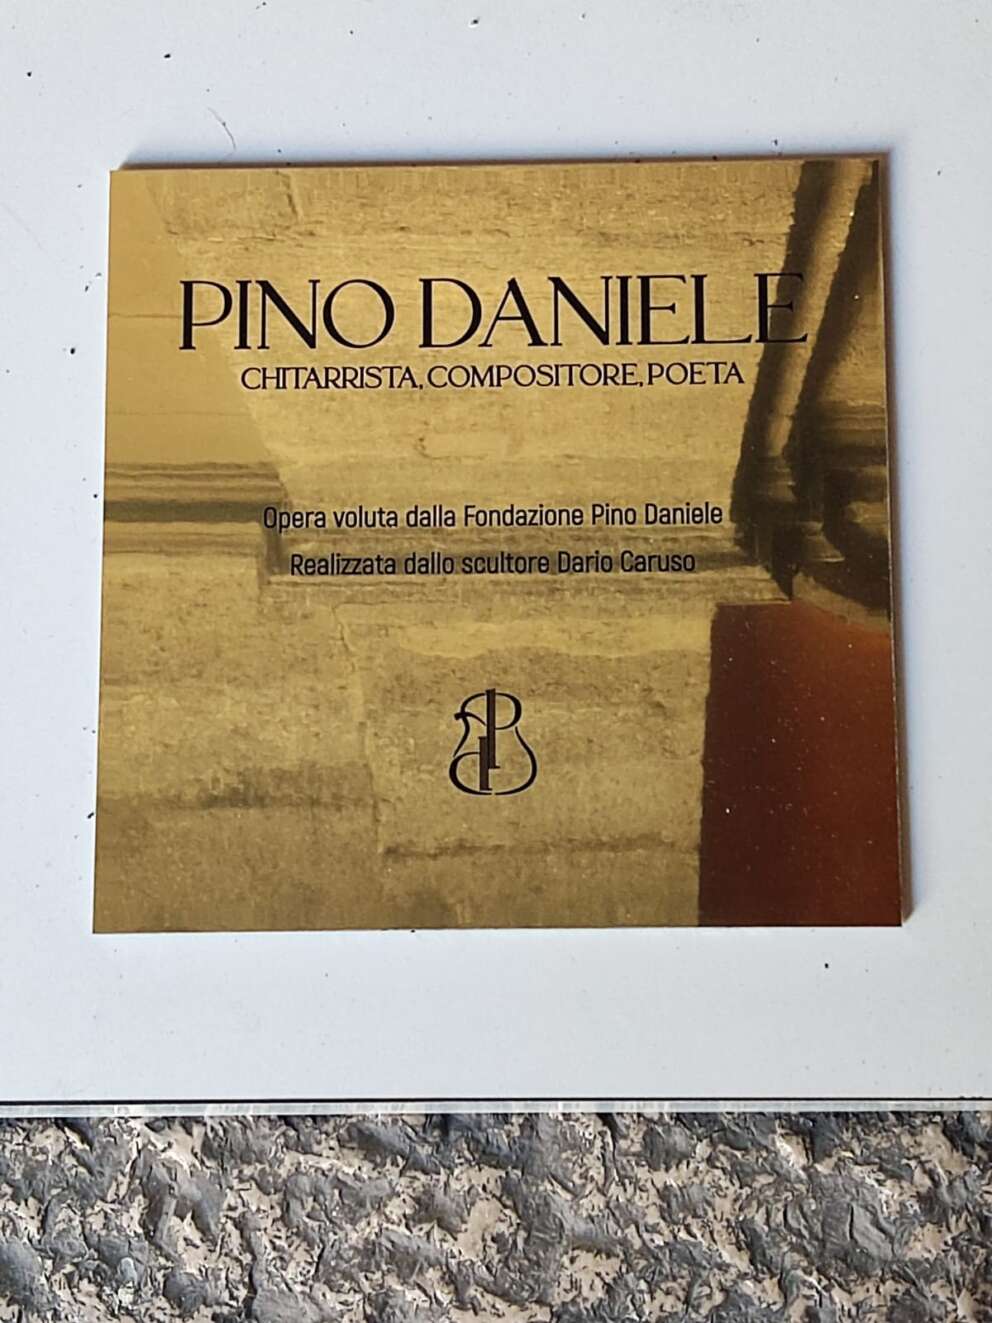 PINO DANIELE
CHITARRISTA, COMPOSITORE, POETA
Opera voluta dalla Fondazione Pino Daniele
Realizzata dallo scultore Dario Caruso